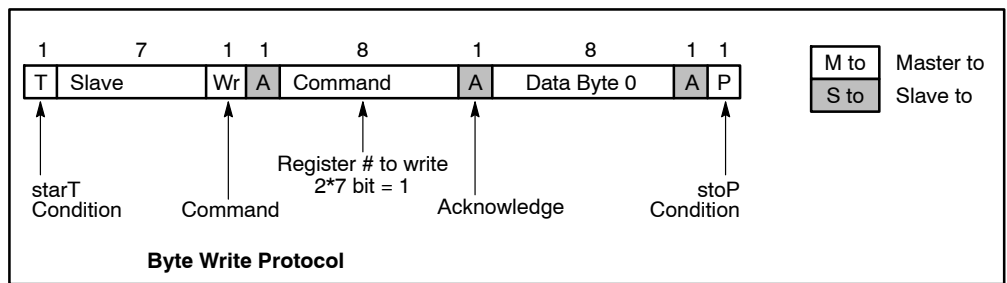 1 7 1 1 8 1 8 1 1
T Slave Wr A Command A Data Byte 0 A P
M to Master to
S to Slave to
Register # to write
2*7 bit = 1
starT
Condition
Command
Acknowledge
stoP
Condition
Byte Write Protocol